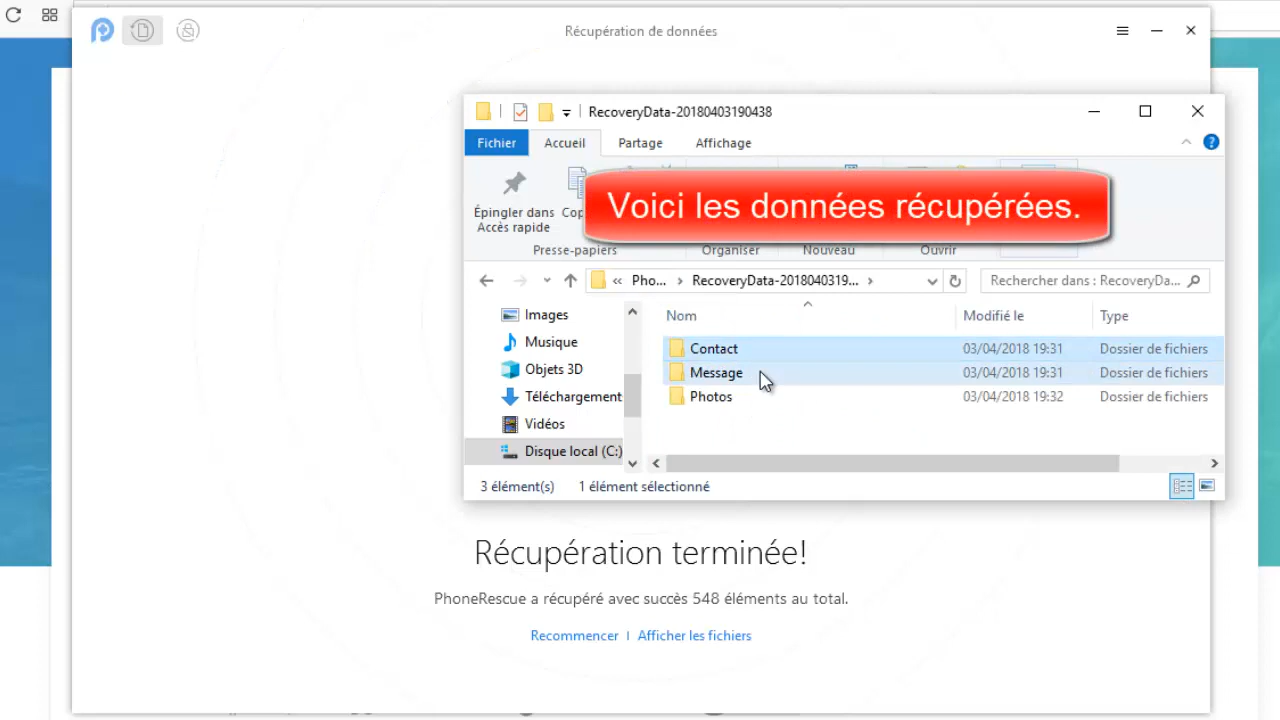 Récupération de données
RecoveryData-20180403190438
Fichier
Accueil
Partage
Affichage
Épingler dans
Accès rapide
Voici les données récupérées.
Presse-papiers
Organiser
Nouveau
Ouvrir
« Pho... > RecoveryData-2018040319... >
Rechercher dans : RecoveryDa...
Images
Musique
Objets 3D
Téléchargement
Vidéos
Disque local (C:)
Nom Modifié le Type
Contact 03/04/2018 19:31 Dossier de fichiers
Message 03/04/2018 19:31 Dossier de fichiers
Photos 03/04/2018 19:32 Dossier de fichiers
3 élément(s) 1 élément sélectionné
Récupération terminée!
PhoneRescue a récupéré avec succès 548 éléments au total.
Recommencer | Afficher les fichiers